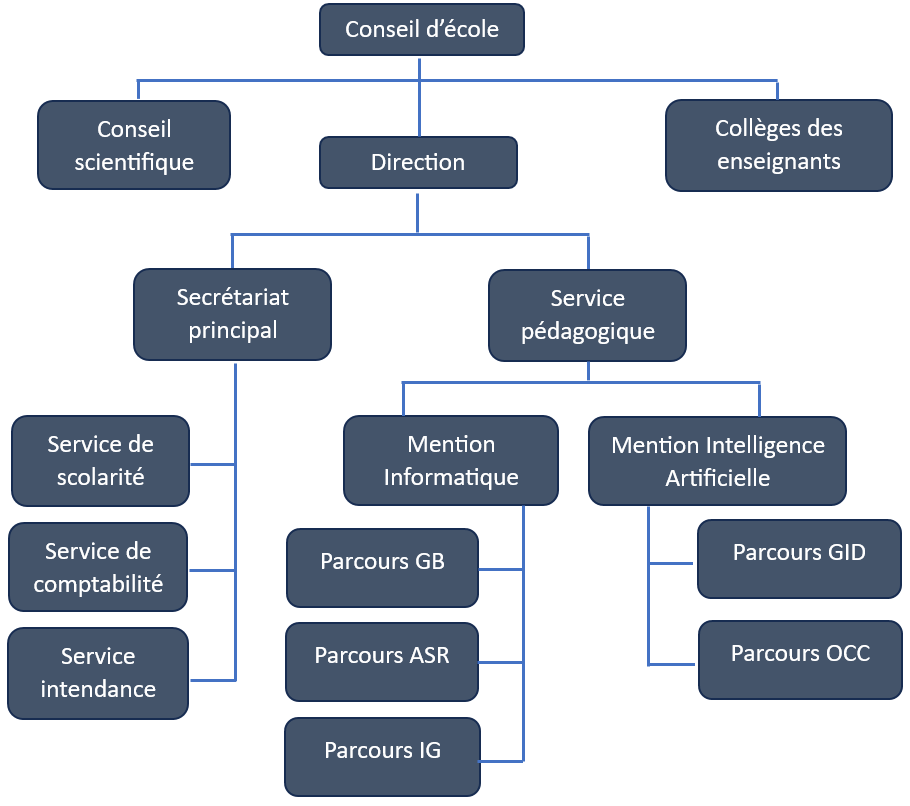 Conseil d’école
Conseil
scientifique
Direction
Collèges des
enseignants
Secrétariat
principal
Service
pédagogique
Service de
scolarité
Service de
comptabilité
Service
intendance
Mention
Informatique
Parcours GB
Parcours ASR
Parcours IG
Mention Intelligence
Artificielle
Parcours GID
Parcours OCC